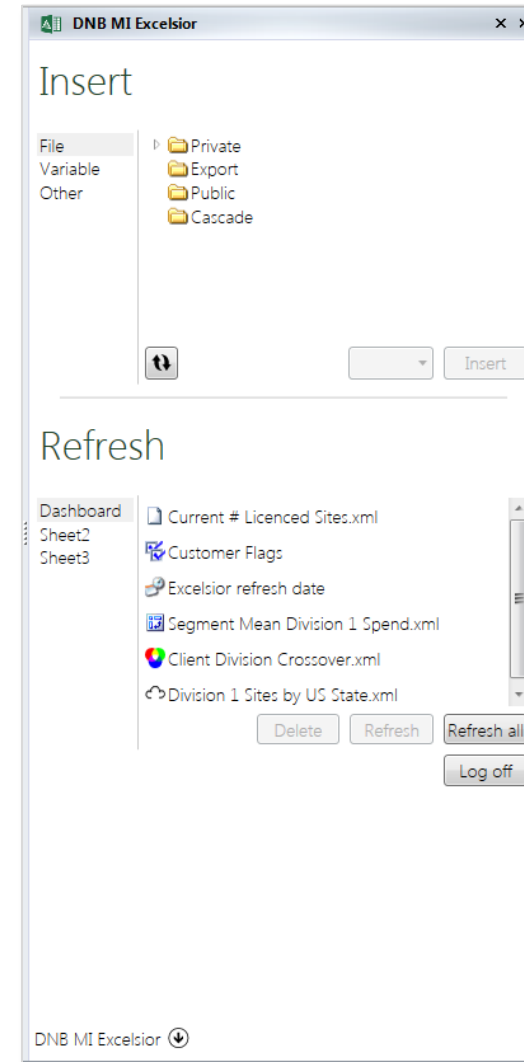 DNB MI Excelsior
Insert
File
Variable
Other
Private
Export
Public
Cascade
Insert
Refresh
Dashboard
Sheet2
Sheet3
Current # Licenced Sites.xml
Customer Flags
Excelsior refresh date
Segment Mean Division 1 Spend.xml
Client Division Crossover.xml
Division 1 Sites by US State.xml
Delete Refresh Refresh all
Log off
DNB MI Excelsior